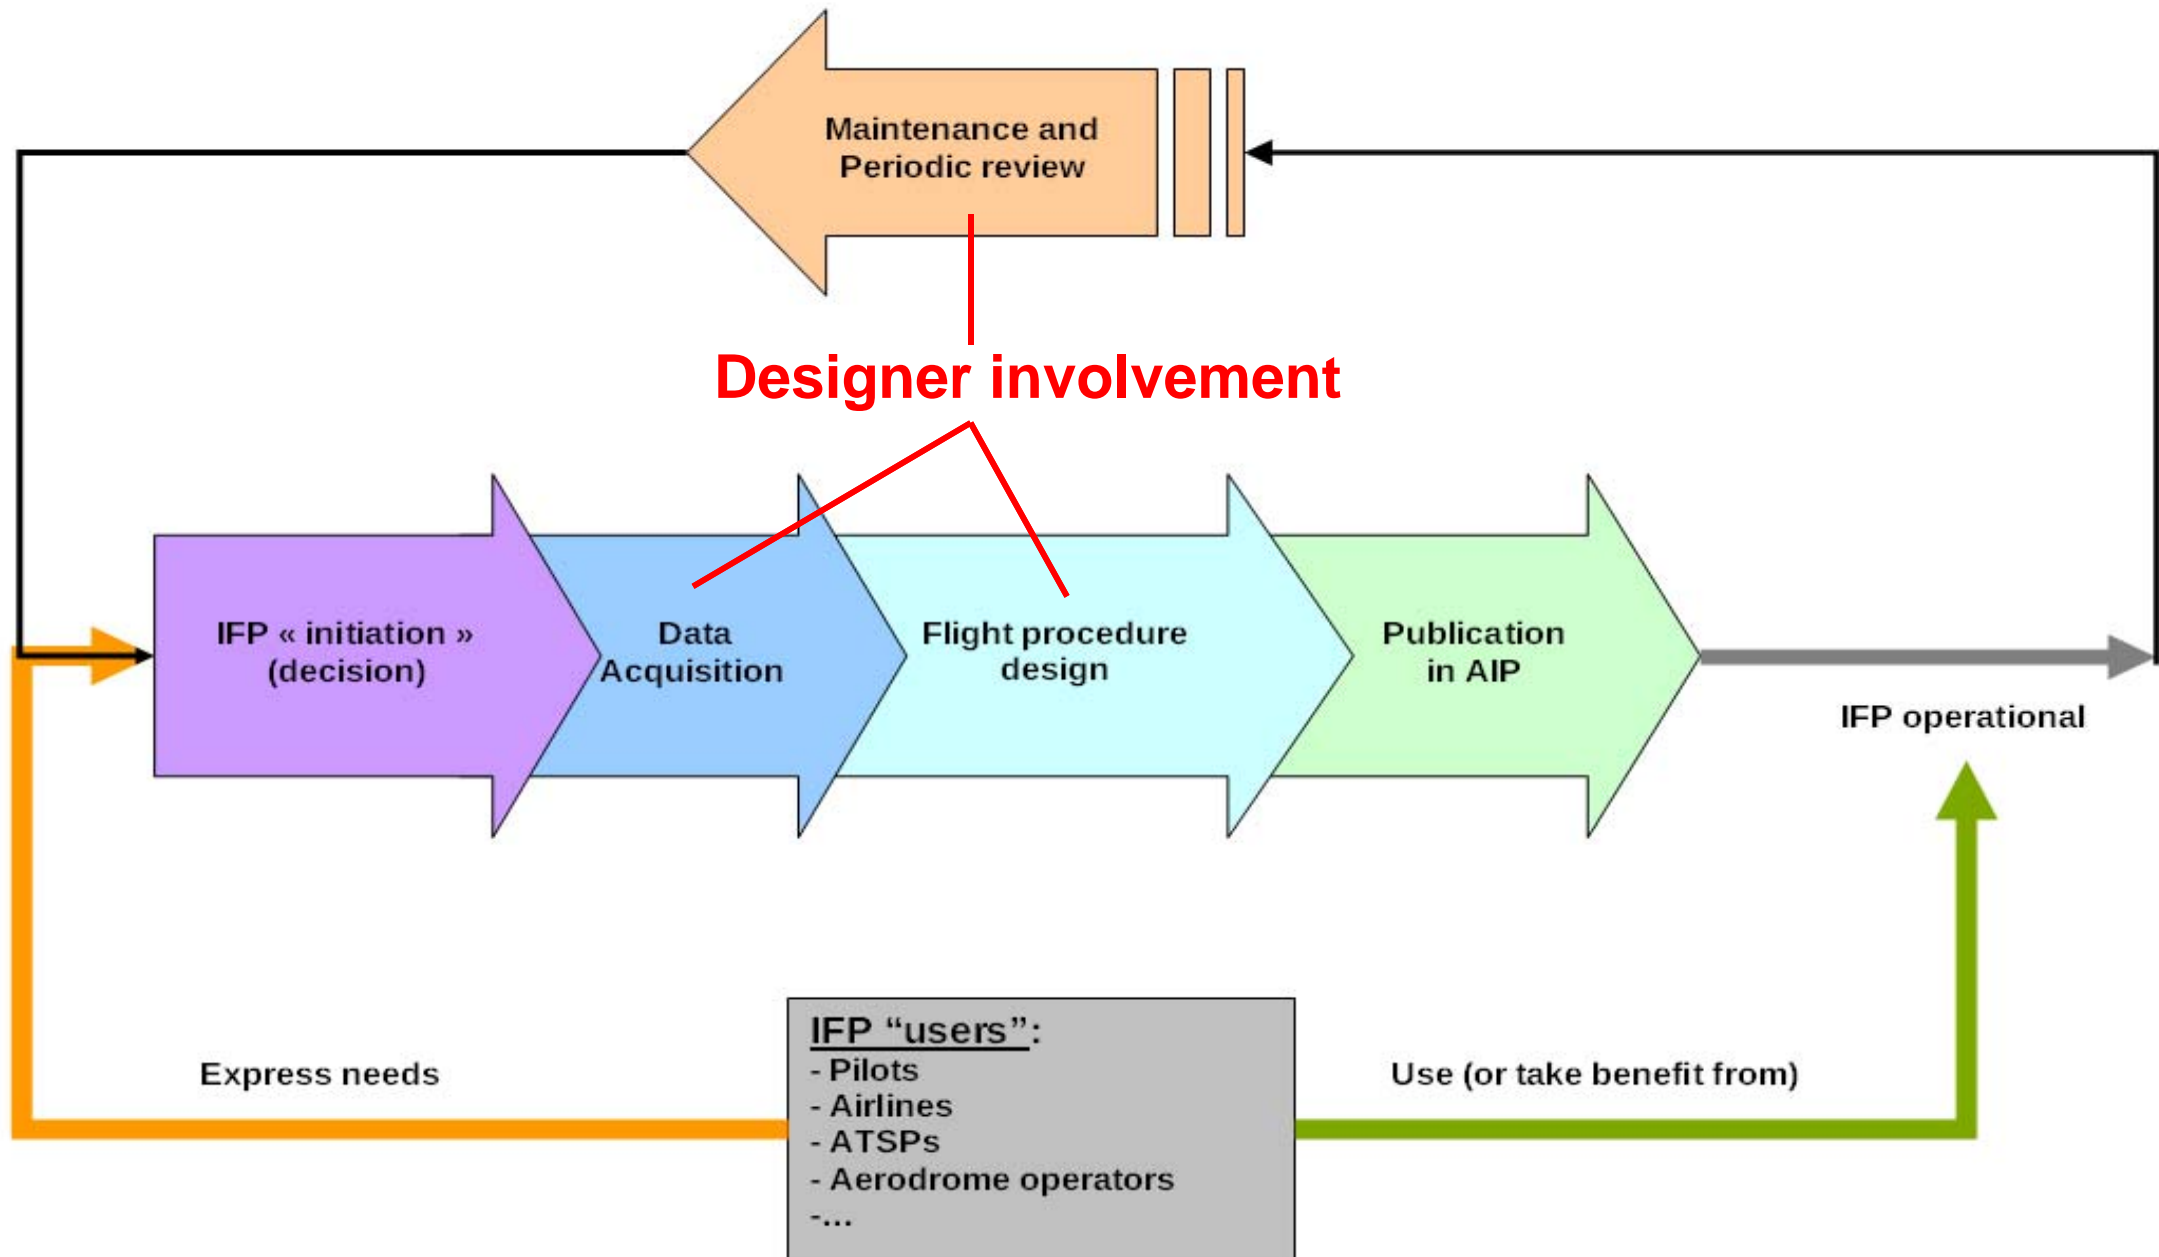 Maintenance and
Periodic review
Designer involvement
IFP « initiation »
(decision)
Data
Acquisition
Flight procedure
design
Publication
in AIP
IFP operational
Express needs
IFP “users”:
- Pilots
- Airlines
- ATSPs
- Aerodrome operators
-...
Use (or take benefit from)